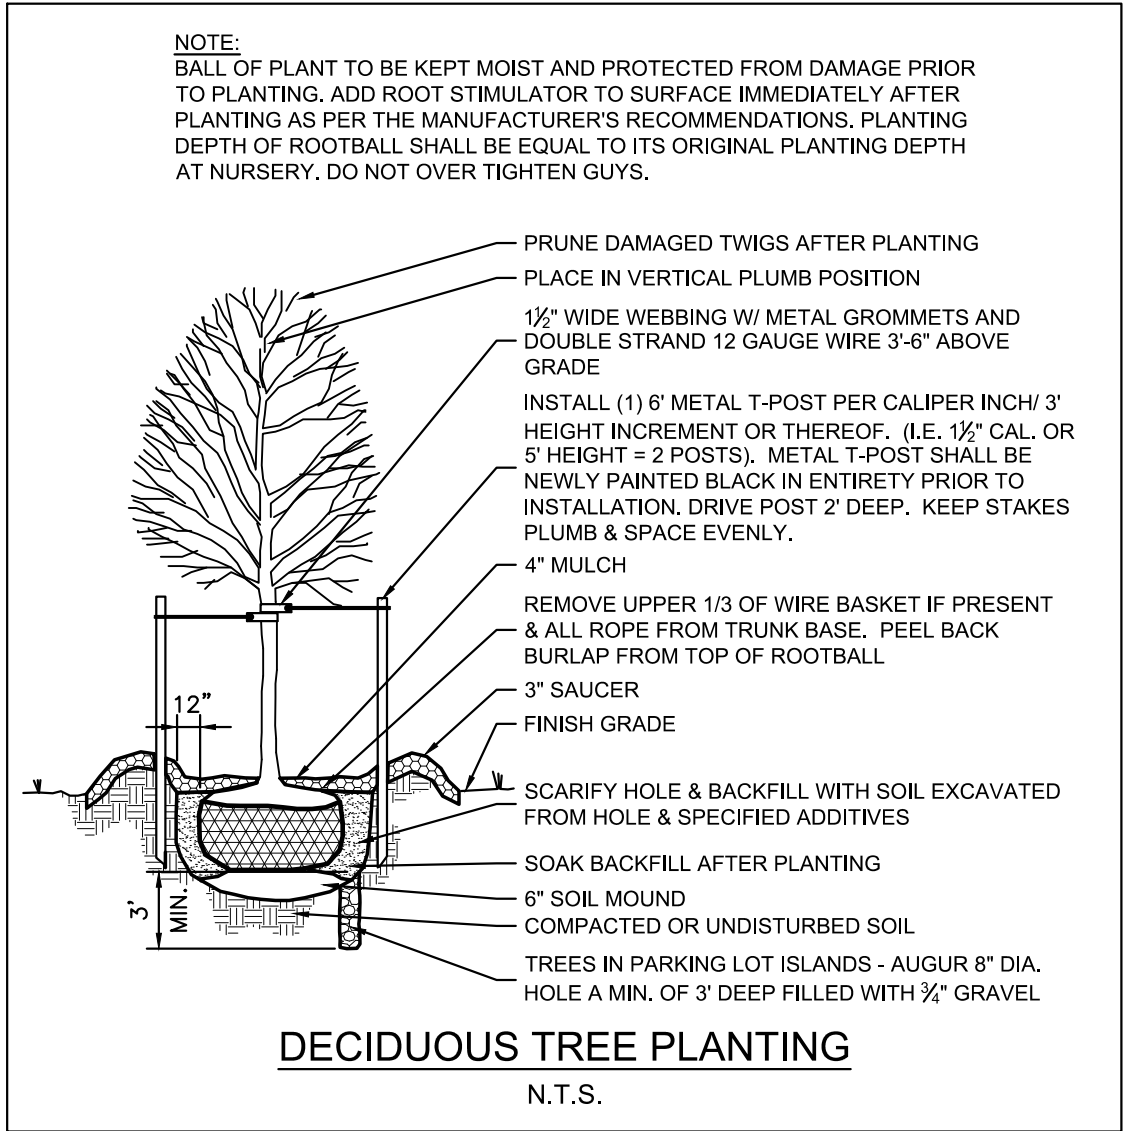 NOTE:
BALL OF PLANT TO BE KEPT MOIST AND PROTECTED FROM DAMAGE PRIOR
TO PLANTING. ADD ROOT STIMULATOR TO SURFACE IMMEDIATELY AFTER
PLANTING AS PER THE MANUFACTURER'S RECOMMENDATIONS. PLANTING
DEPTH OF ROOTBALL SHALL BE EQUAL TO ITS ORIGINAL PLANTING DEPTH
AT NURSERY. DO NOT OVER TIGHTEN GUYS.
PRUNE DAMAGED TWIGS AFTER PLANTING
PLACE IN VERTICAL PLUMB POSITION
1½" WIDE WEBBING W/ METAL GROMMETS AND
DOUBLE STRAND 12 GAUGE WIRE 3'-6" ABOVE
GRADE
INSTALL (1) 6' METAL T-POST PER CALIPER INCH/ 3'
HEIGHT INCREMENT OR THEREOF. (I.E. 1½" CAL. OR
5' HEIGHT = 2 POSTS). METAL T-POST SHALL BE
NEWLY PAINTED BLACK IN ENTIRETY PRIOR TO
INSTALLATION. DRIVE POST 2' DEEP. KEEP STAKES
PLUMB & SPACE EVENLY.
4" MULCH
REMOVE UPPER 1/3 OF WIRE BASKET IF PRESENT
& ALL ROPE FROM TRUNK BASE. PEEL BACK
BURLAP FROM TOP OF ROOTBALL
3" SAUCER
FINISH GRADE
12"
SCARIFY HOLE & BACKFILL WITH SOIL EXCAVATED
FROM HOLE & SPECIFIED ADDITIVES
SOAK BACKFILL AFTER PLANTING
6" SOIL MOUND
COMPACTED OR UNDISTURBED SOIL
3'
MIN.
TREES IN PARKING LOT ISLANDS - AUGUR 8" DIA.
HOLE A MIN. OF 3' DEEP FILLED WITH ¾" GRAVEL
DECIDUOUS TREE PLANTING
N.T.S.